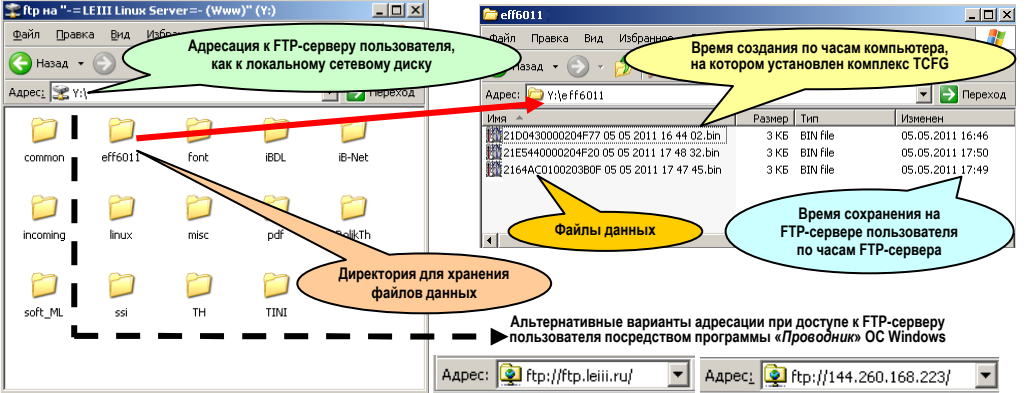 ftp на "-=LEIII Linux Server=- (Www)" (Y:)
Файл Правка Вид
Назад
Адрес: Y:\
Переход
Адресация к FTP-серверу пользователя,
как к локальному сетевому диску
common
eff6011
font
iBDL
iB-Net
incoming
linux
misc
pdf
soft_ML
ssi
TH
TINI
Директория для хранения
файлов данных
eff6011
Файл Правка Вид Избранное
Назад
Время создания по часам компьютера,
на котором установлен комплекс TCFG
Адрес: Y:\eff6011
Переход
Имя Размер Тип Изменен
21D0430000204F77 05 05 2011 16 44 02.bin 3 КБ BIN file 05.05.2011 16:46
21E5440000204F20 05 05 2011 17 48 32.bin 3 КБ BIN file 05.05.2011 17:50
2164AC0100203B0F 05 05 2011 17 47 45.bin 3 КБ BIN file 05.05.2011 17:49
Файлы данных
Время сохранения на
FTP-сервере пользователя
по часам FTP-сервера
Альтернативные варианты адресации при доступе к FTP-серверу
пользователя посредством программы «Проводник» ОС Windows
Адрес: ftp://ftp.leiii.ru/
Адрес: ftp://144.260.168.223/